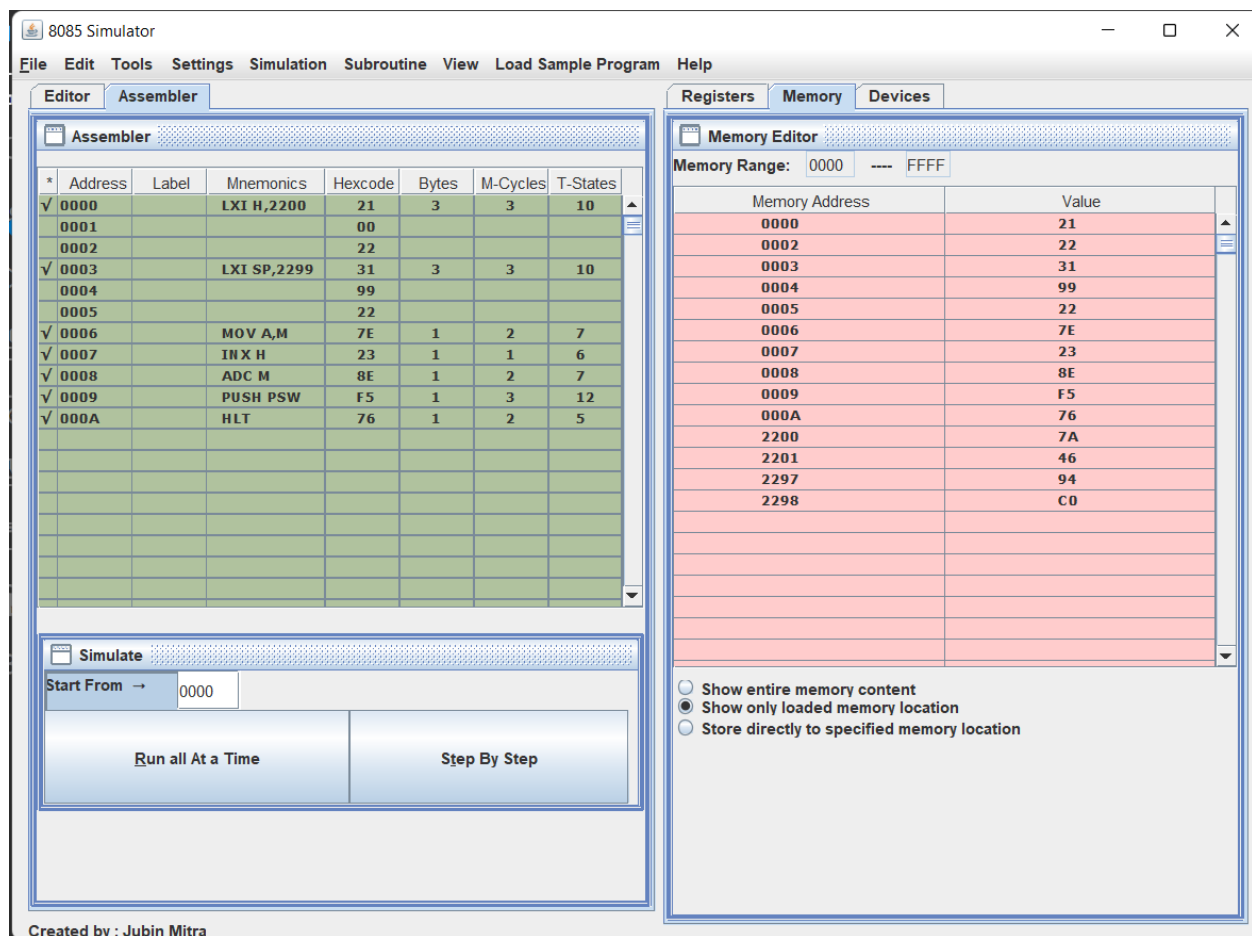 8085 Simulator
File Edit Tools Settings Simulation Subroutine View Load Sample Program Help
Editor Assembler
Assembler
* Address Label Mnemonics Hexcode Bytes M-Cycles T-States
√ 0000 LXI H,2200 21 3 3 10
0001 00
0002 22
√ 0003 LXI SP,2299 31 3 3 10
0004 99
0005 22
√ 0006 MOV A,M 7E 1 2 7
√ 0007 INX H 23 1 1 6
√ 0008 ADC M 8E 1 2 7
√ 0009 PUSH PSW F5 1 3 12
√ 000A HLT 76 1 2 5
Simulate
Start From → 0000
Run all At a Time Step By Step
Created by : Jubin Mitra
Registers Memory Devices
Memory Editor
Memory Range: 0000 ---- FFFF
Memory Address Value
0000 21
0002 22
0003 31
0004 99
0005 22
0006 7E
0007 23
0008 8E
0009 F5
000A 76
2200 7A
2201 46
2297 94
2298 C0
Show entire memory content
Show only loaded memory location
Store directly to specified memory location